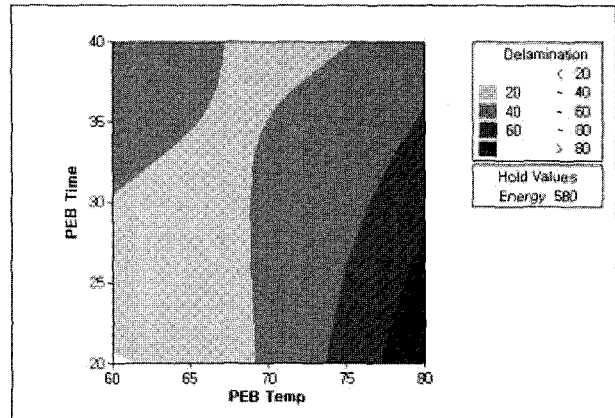 40
35
30
25
20
60
65
70
75
80
PEB Time
PEB Temp
Delamination
< 20
20 ~ 40
40 ~ 60
60 ~ 80
> 80
Hold Values
Energy 580